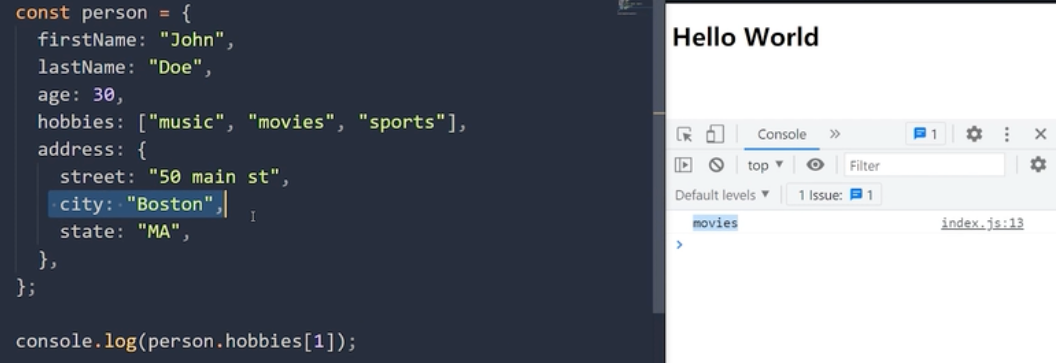 const person = {
  firstName: "John",
  lastName: "Doe",
  age: 30,
  hobbies: ["music", "movies", "sports"],
  address: {
    street: "50 main st",
    city: "Boston",
    state: "MA",
  },
};
console.log(person.hobbies[1]);
Hello World
Console » 1
top ▼ Filter
Default levels ▼ 1 Issue: 1
movies index.js:13
>